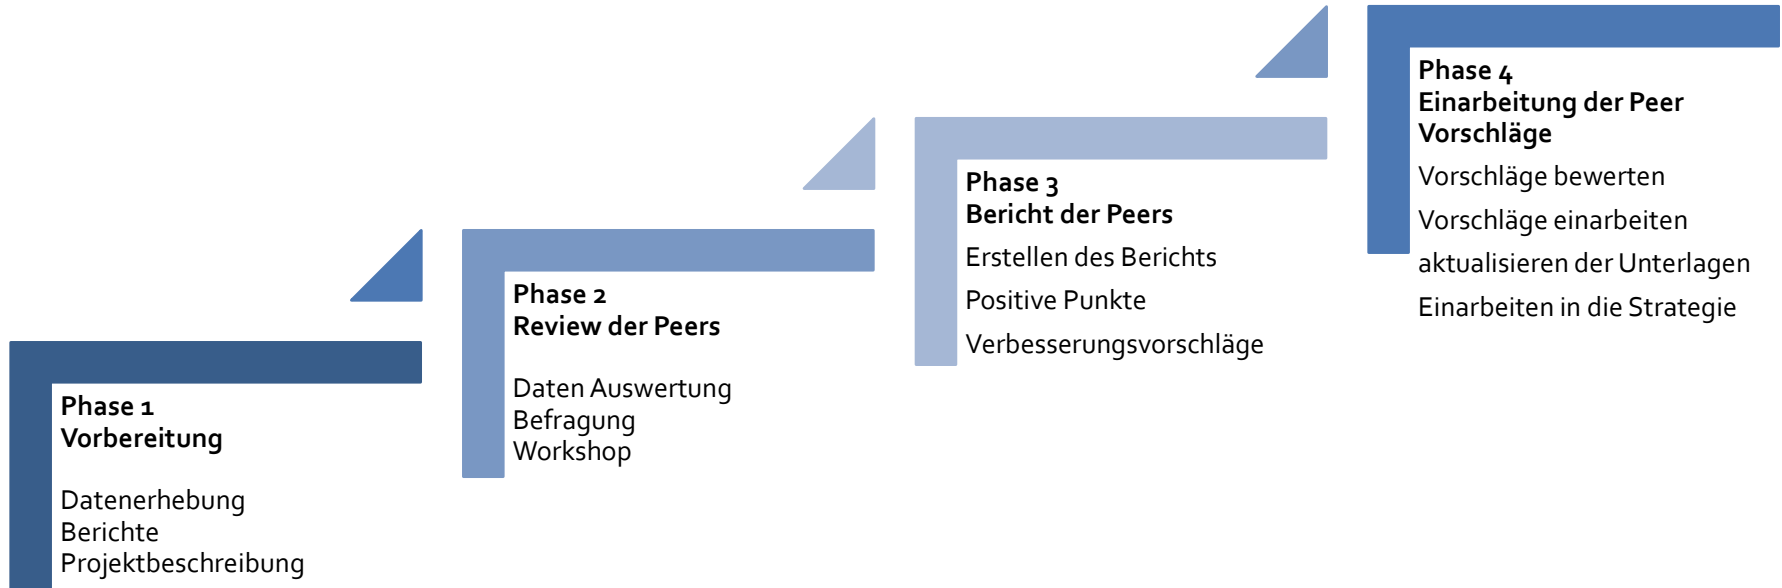 Phase 1
Vorbereitung
Datenerhebung
Berichte
Projektbeschreibung
Phase 2
Review der Peers
Daten Auswertung
Befragung
Workshop
Phase 3
Bericht der Peers
Erstellen des Berichts
Positive Punkte
Verbesserungsvorschläge
Phase 4
Einarbeitung der Peer
Vorschläge
Vorschläge bewerten
Vorschläge einarbeiten
aktualisieren der Unterlagen
Einarbeiten in die Strategie